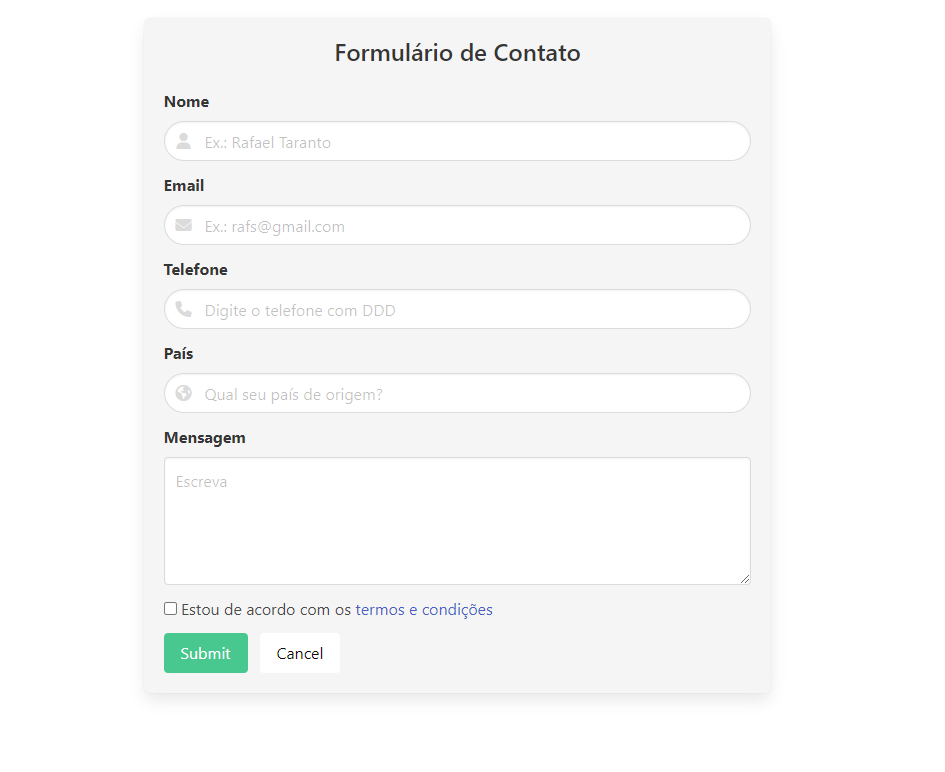 Formulário de Contato
Nome
Ex.: Rafael Taranto
Email
Ex.: rafs@gmail.com
Telefone
Digite o telefone com DDD
País
Qual seu país de origem?
Mensagem
Escreva
Estou de acordo com os termos e condições
Submit Cancel